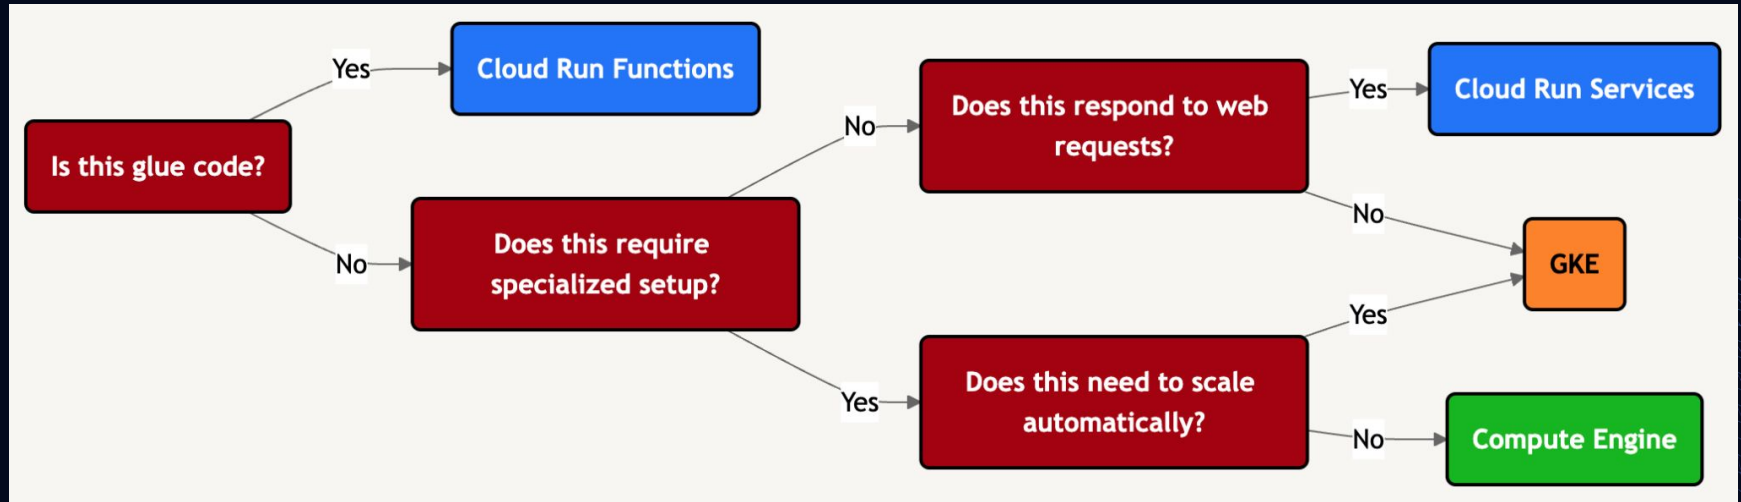 Is this glue code?
Yes
Cloud Run Functions
No
Does this require
specialized setup?
No
Does this respond to web
requests?
Yes
Cloud Run Services
No
GKE
Yes
Does this need to scale
automatically?
Yes
No
Compute Engine